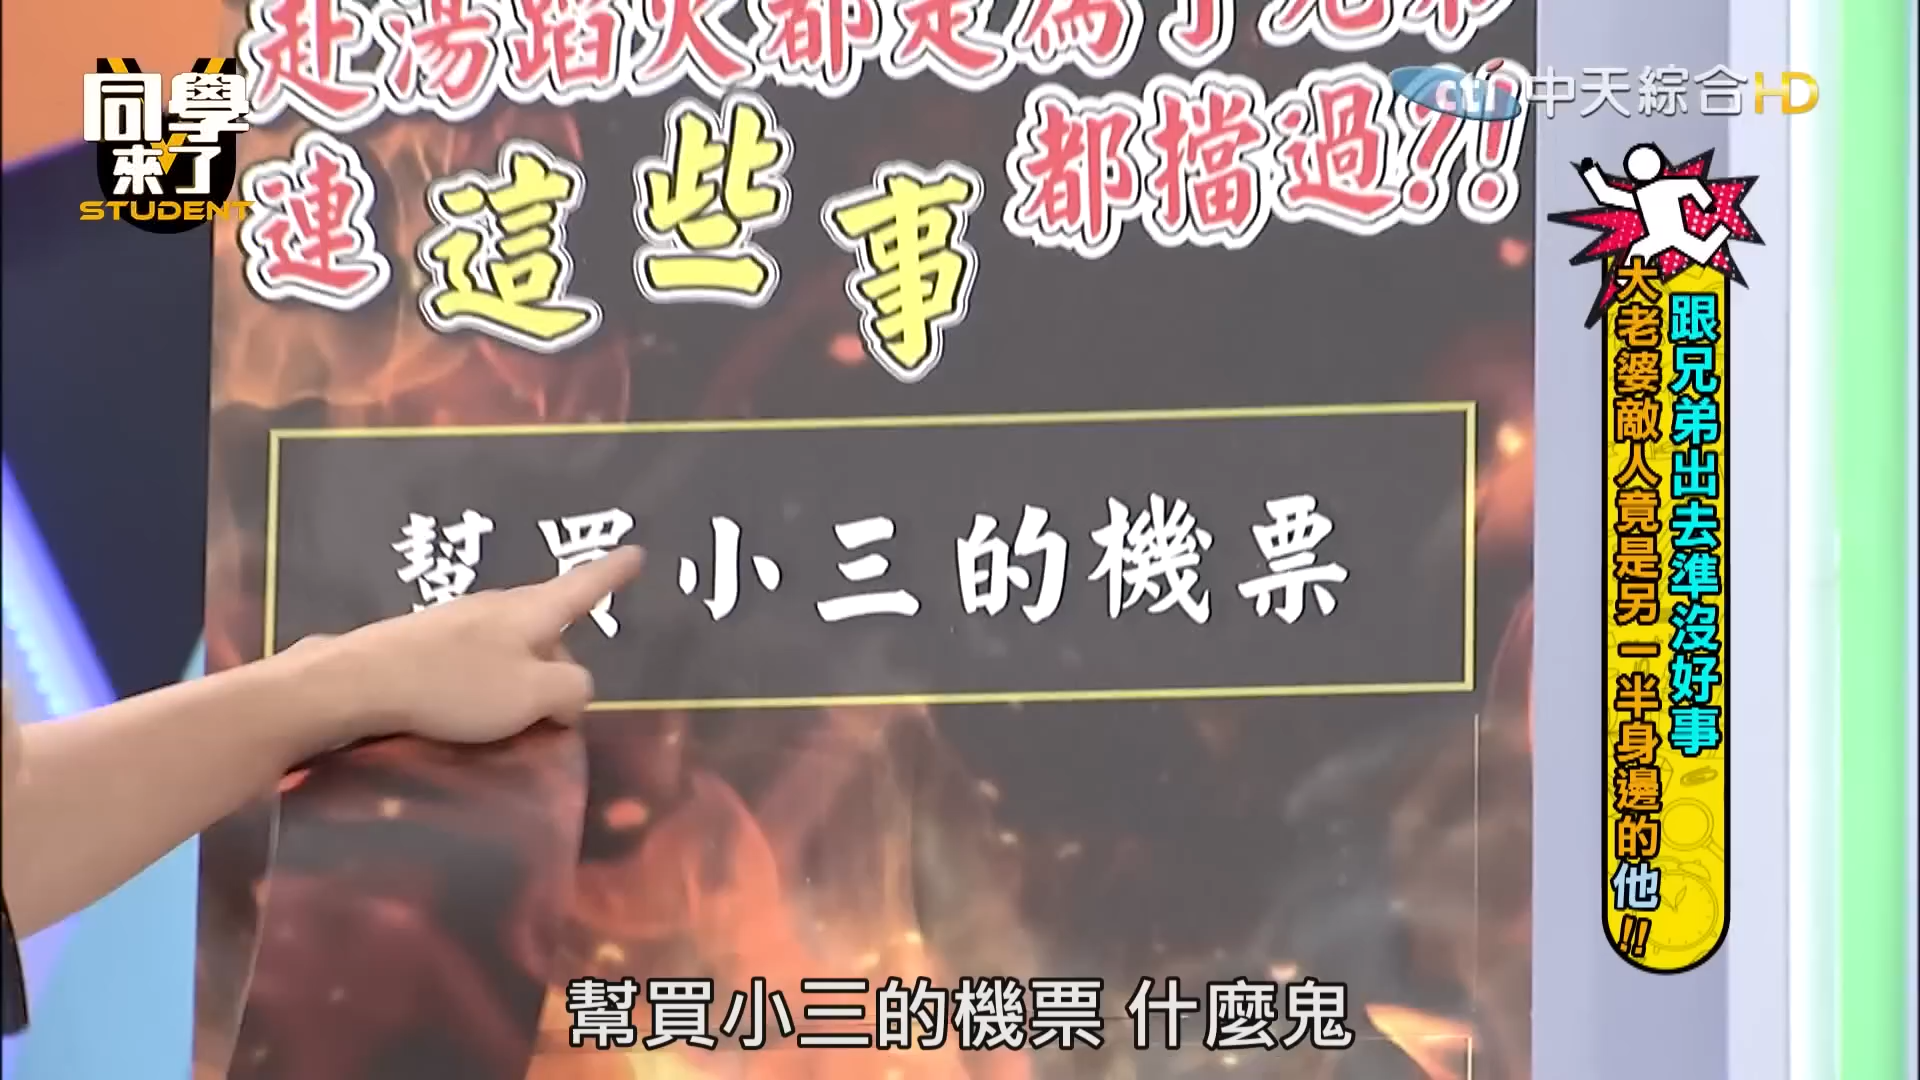 同學
來了
STUDENT
赴湯蹈火都是為了兄弟
連這些事都擋過?!
cti中天綜合HD
幫買小三的機票
跟兄弟出去準沒好事
大老婆敵人竟是另一半身邊的他!!
幫買小三的機票 什麼鬼